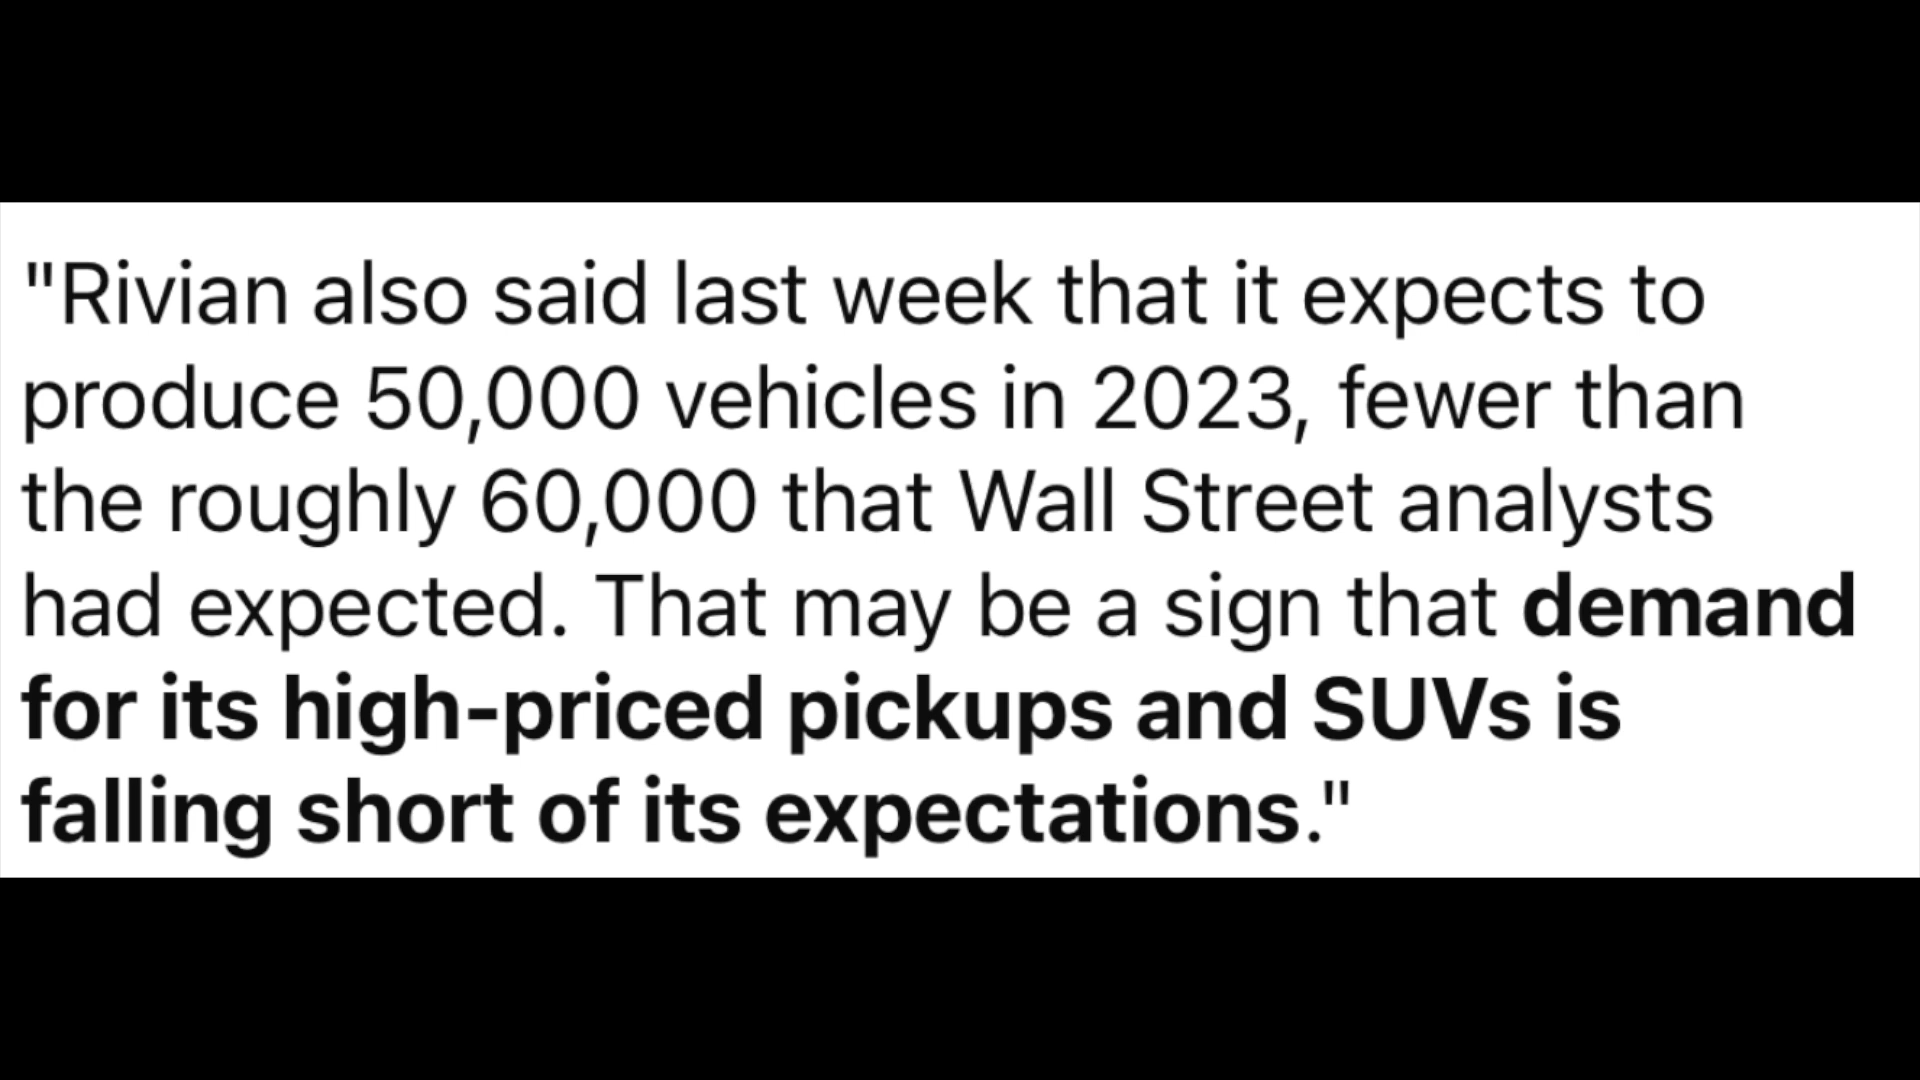 "Rivian also said last week that it expects to
produce 50,000 vehicles in 2023, fewer than
the roughly 60,000 that Wall Street analysts
had expected. That may be a sign that demand
for its high-priced pickups and SUVs is
falling short of its expectations."